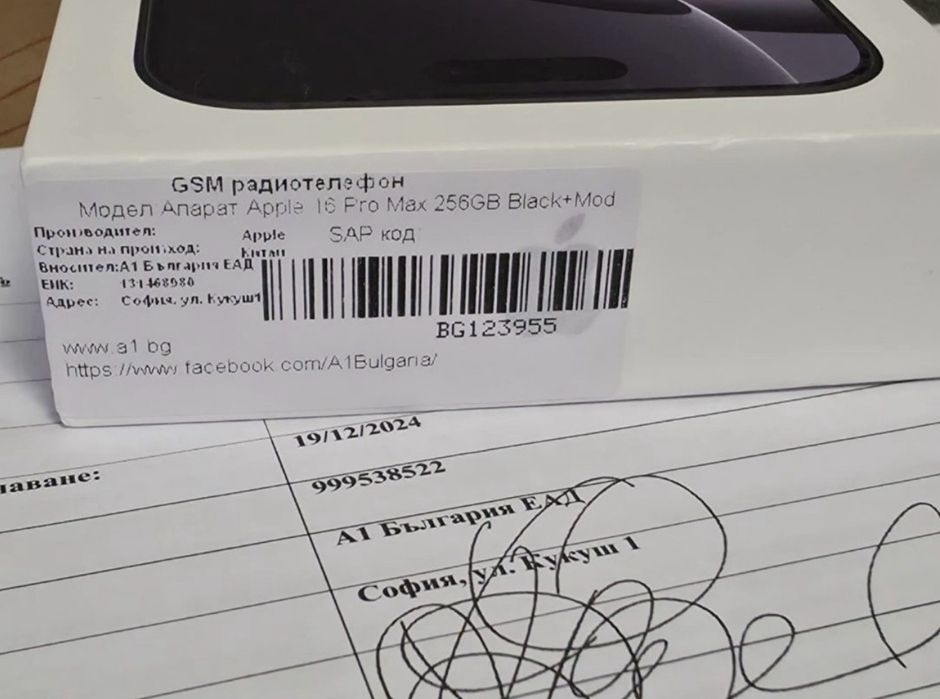 GSM радиотелефон
Модел Апарат Apple 16 Pro Max 256GB Black+Mod
Производител: Apple SAP код
Страна на произход: Китай
Вносител: А1 България ЕАД
ЕИК: 131468980
Адрес: София, ул. Кукуш1
BG123955
www.a1.bg
https://www.facebook.com/A1Bulgaria/
19/12/2024
999538522
А1 България ЕАД
София, ул. Кукуш 1